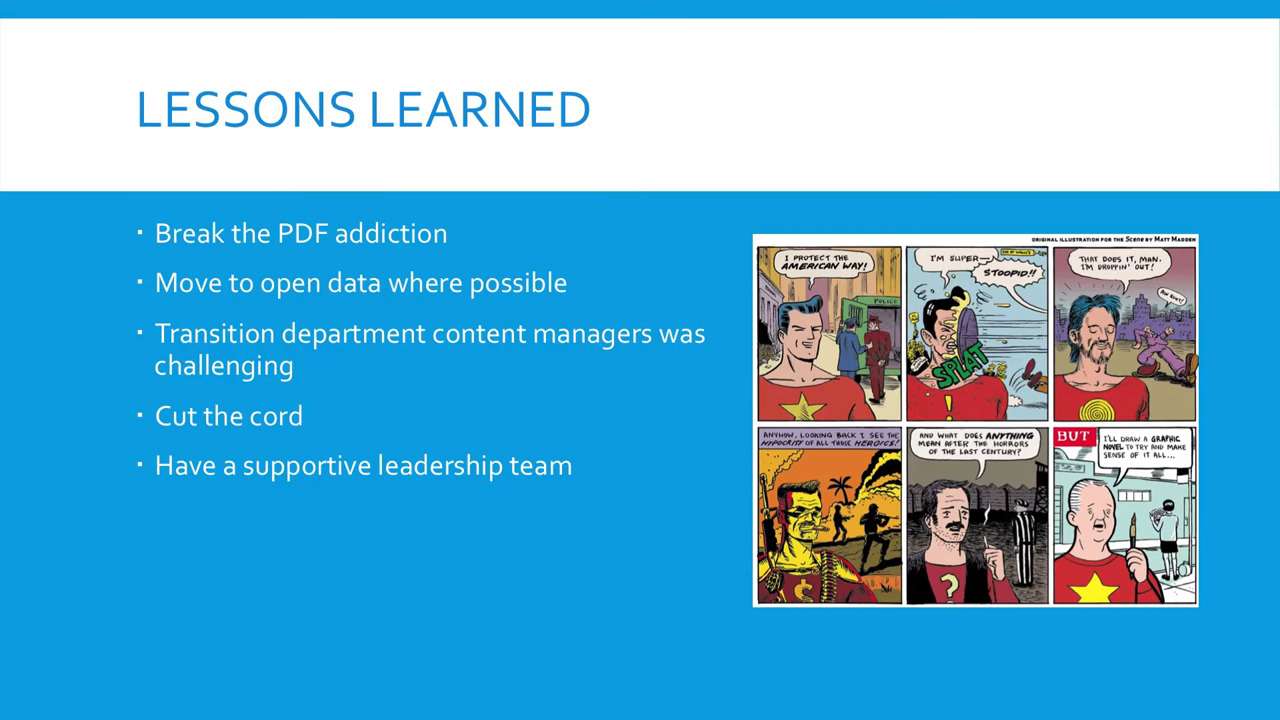 LESSONS LEARNED
▪ Break the PDF addiction
▪ Move to open data where possible
▪ Transition department content managers was
challenging
▪ Cut the cord
▪ Have a supportive leadership team
ORIGINAL ILLUSTRATION FOR THE Scene BY MATT MADDEN
I PROTECT THE
AMERICAN WAY!
POLICE
I'M SUPER—
STOOPID!!
SPLAT
!
THAT DOES IT, MAN.
I'M DROPPIN' OUT!
ANYHOW, LOOKING BACK I SEE THE
HYPOCRISY OF ALL THOSE HEROICS!
AND WHAT DOES ANYTHING
MEAN AFTER THE HORRORS
OF THE LAST CENTURY?
?
BUT
I'LL DRAW A GRAPHIC
NOVEL TO TRY AND MAKE
SENSE OF IT ALL...